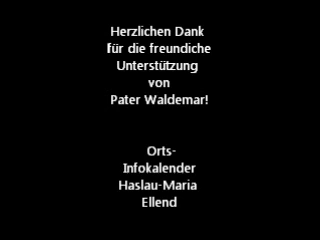 Herzlichen Dank
für die freundiche
Unterstützung
von
Pater Waldemar!
Orts-
Infokalender
Haslau-Maria
Ellend